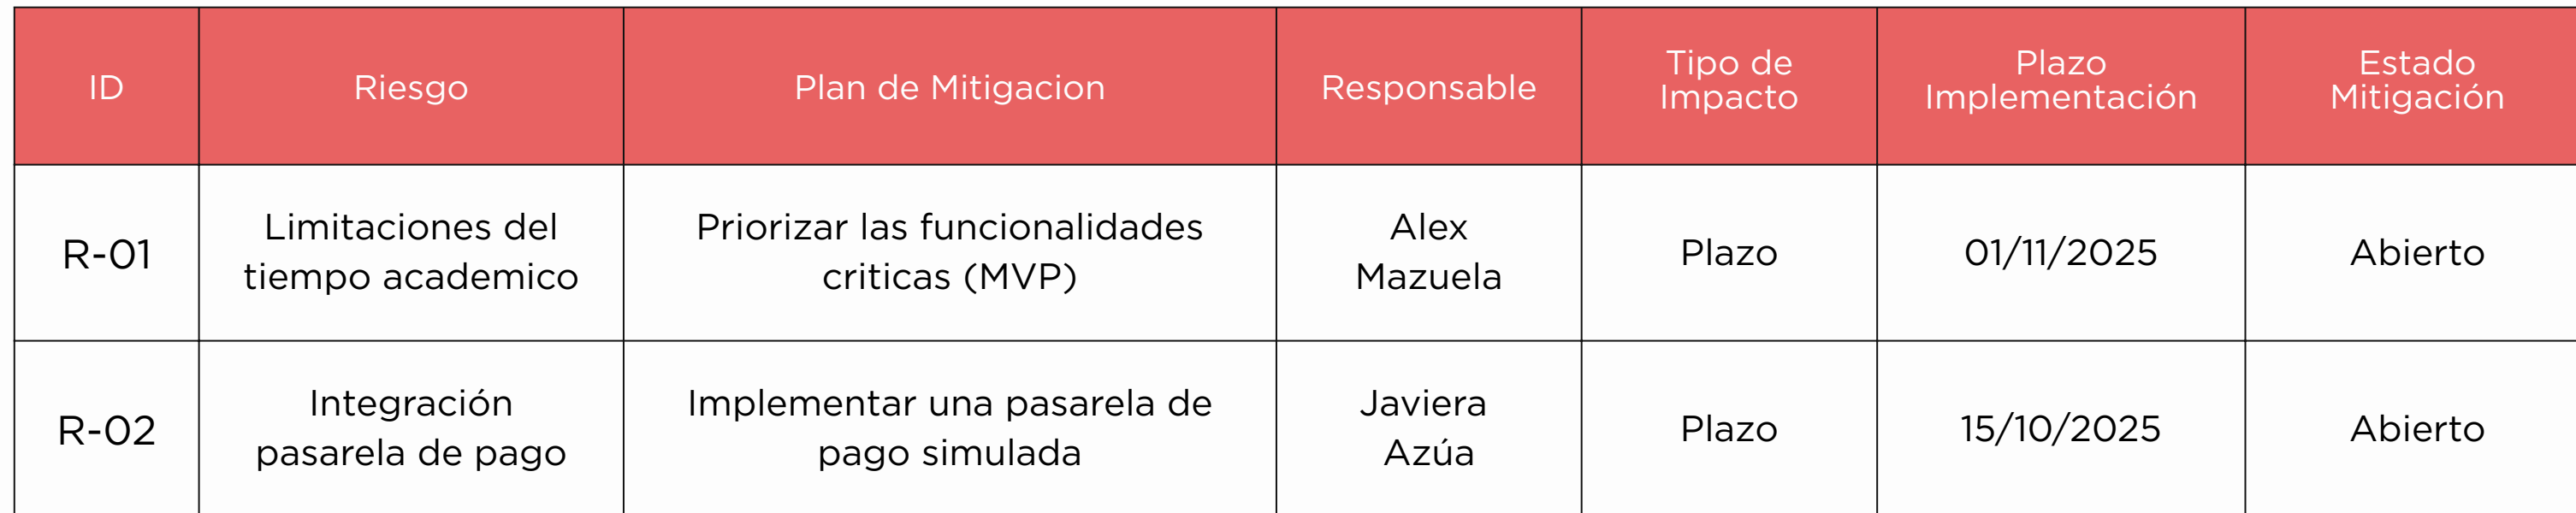 ID
Riesgo
Plan de Mitigacion
Responsable
Tipo de
Impacto
Plazo
Implementación
Estado
Mitigación
R-01
Limitaciones del
tiempo academico
Priorizar las funcionalidades
criticas (MVP)
Alex
Mazuela
Plazo
01/11/2025
Abierto
R-02
Integración
pasarela de pago
Implementar una pasarela de
pago simulada
Javiera
Azúa
Plazo
15/10/2025
Abierto